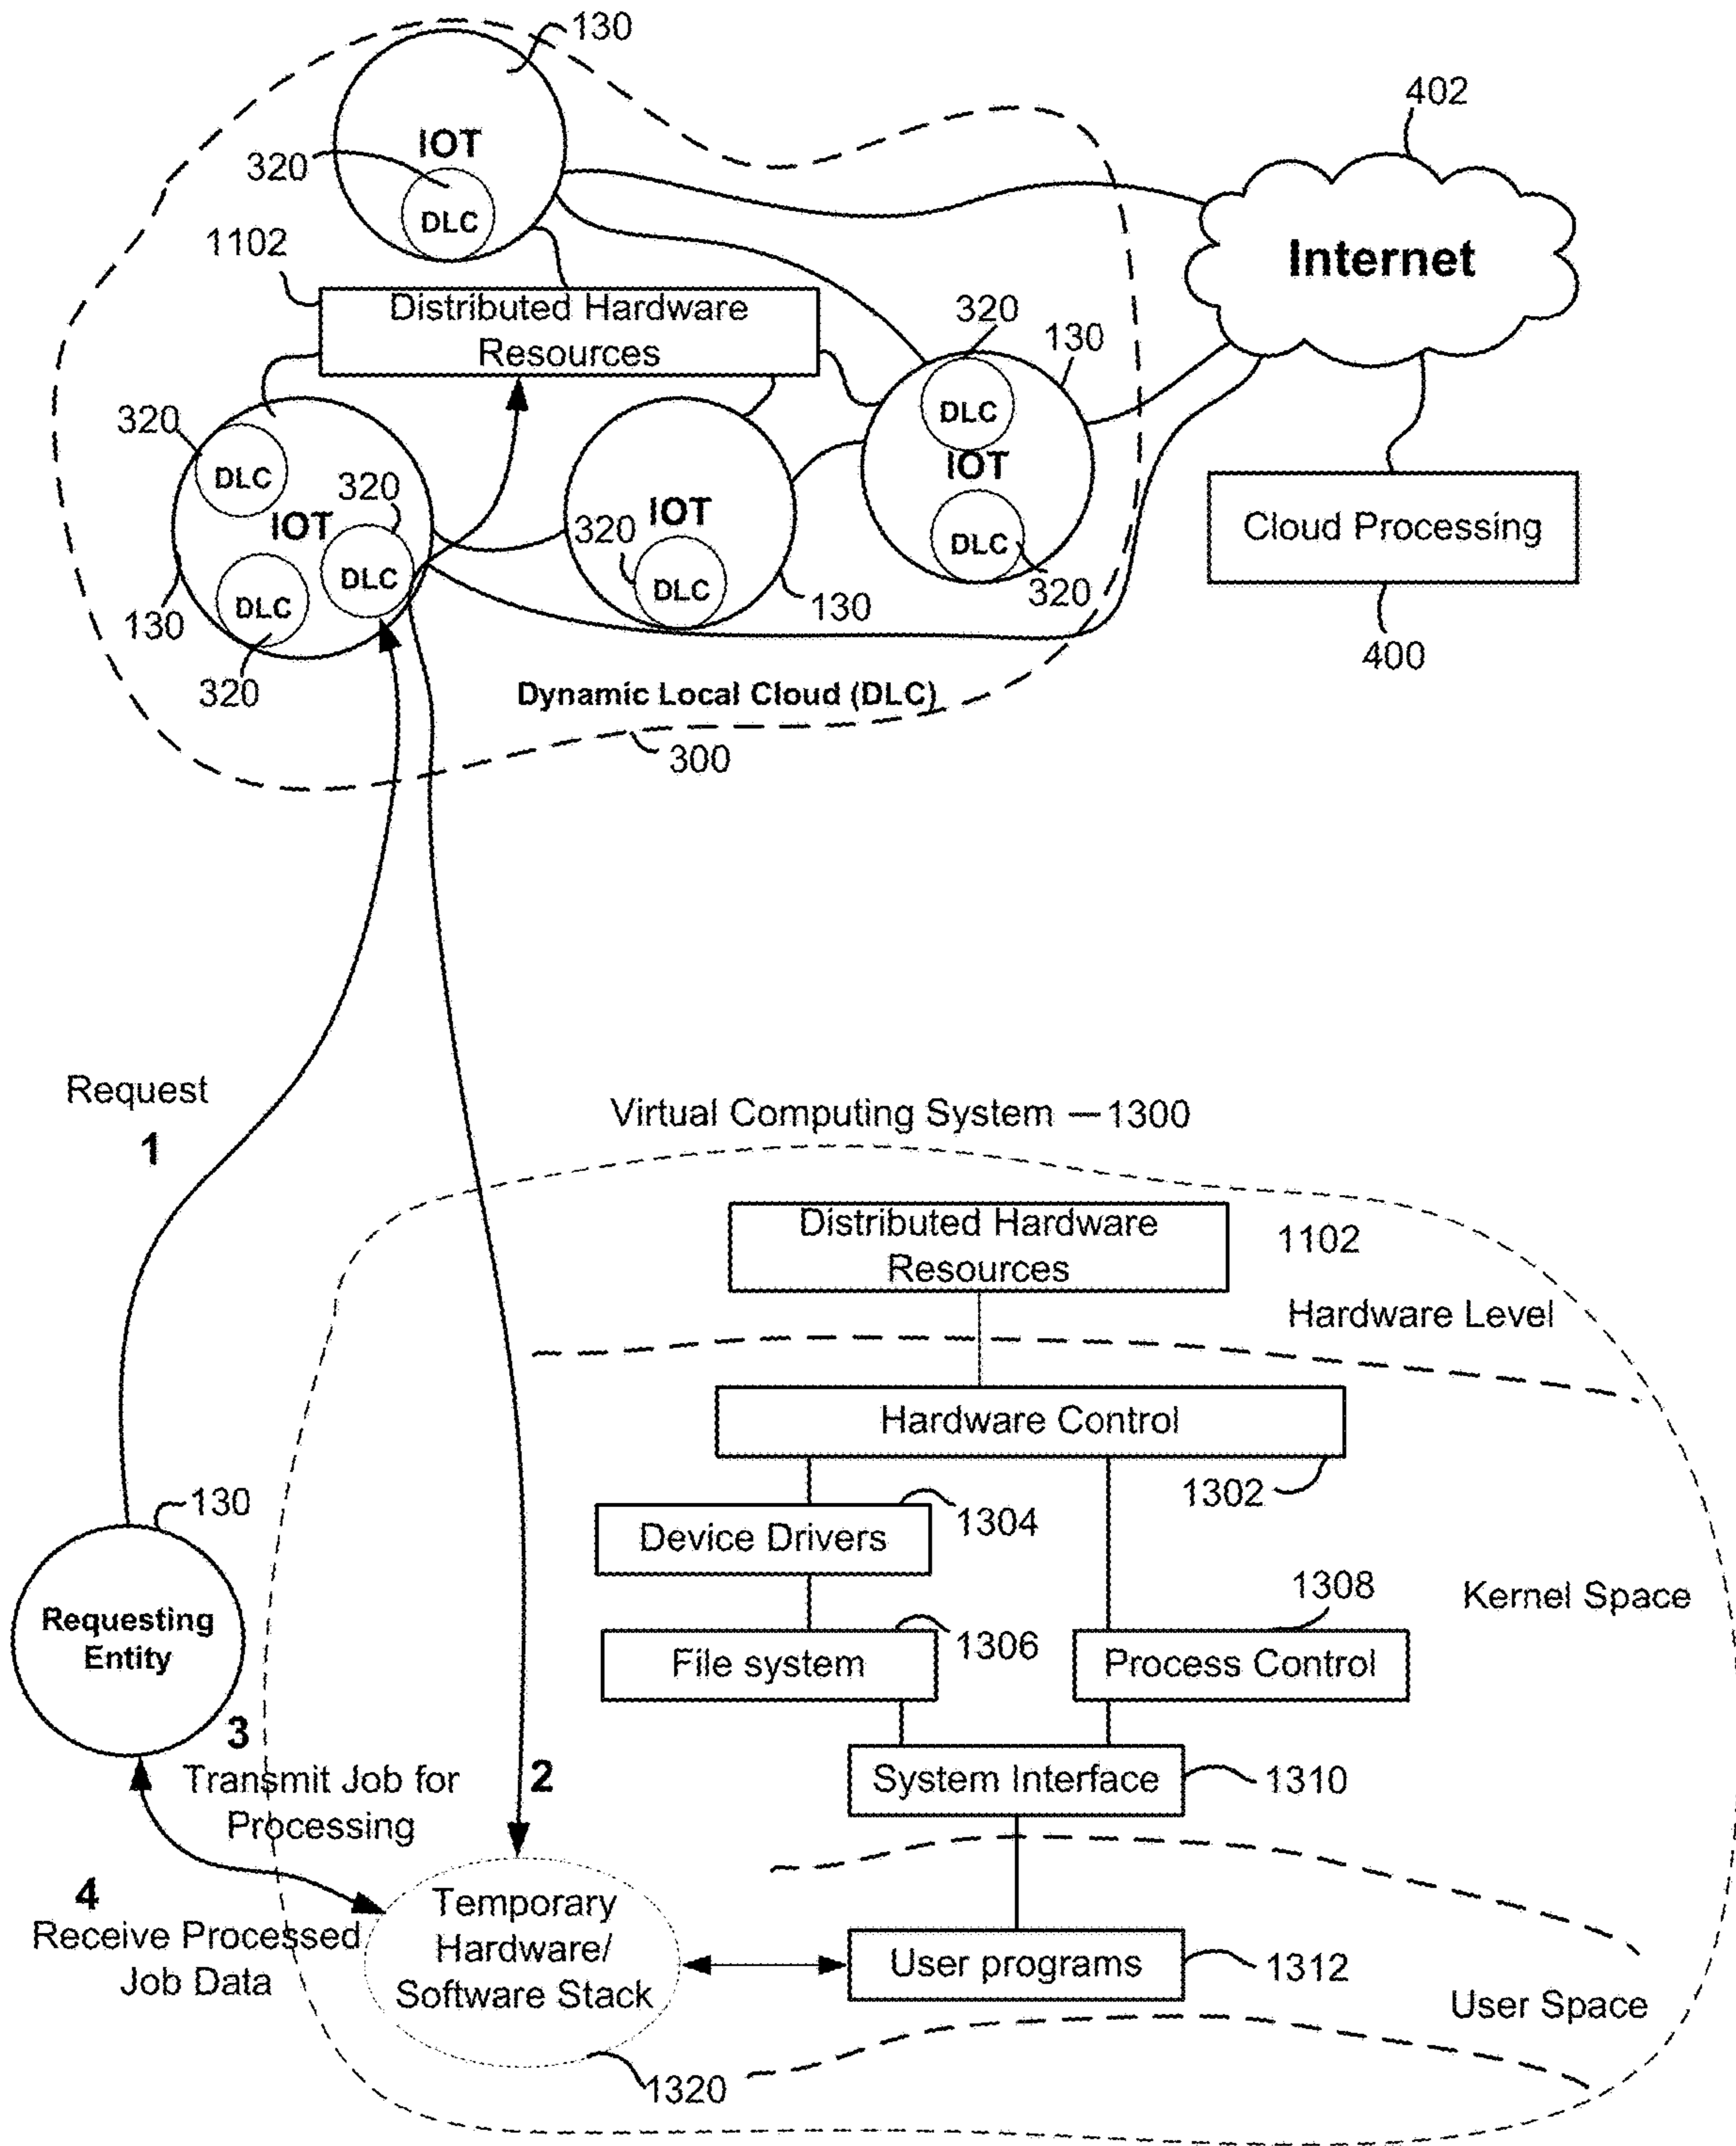 130
402
IOT
320
DLC
1102
Internet
Distributed Hardware
Resources
320
130
DLC
320
DLC
320
IOT
IOT
320
IOT
Cloud Processing
DLC
DLC
DLC
DLC
320
130
130
400
320
Dynamic Local Cloud (DLC)
300
Request
1
Virtual Computing System — 1300
Distributed Hardware
Resources
1102
Hardware Level
Hardware Control
1302
130
1304
Device Drivers
1308
Kernel Space
Requesting
Entity
1306
File system
Process Control
3
Transmit Job for
Processing
2
System Interface
1310
4
Receive Processed
Job Data
Temporary
Hardware/
Software Stack
User programs
1312
User Space
1320